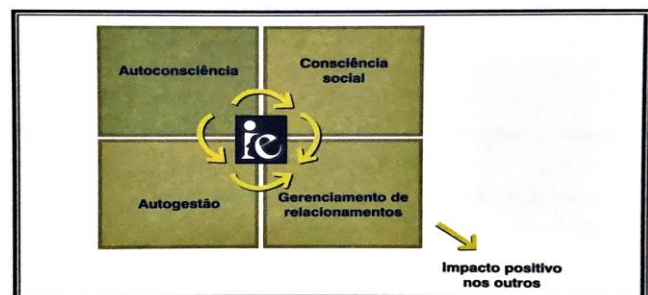 Autoconsciência
Consciência
social
ie
Autogestão
Gerenciamento de
relacionamentos
Impacto positivo
nos outros